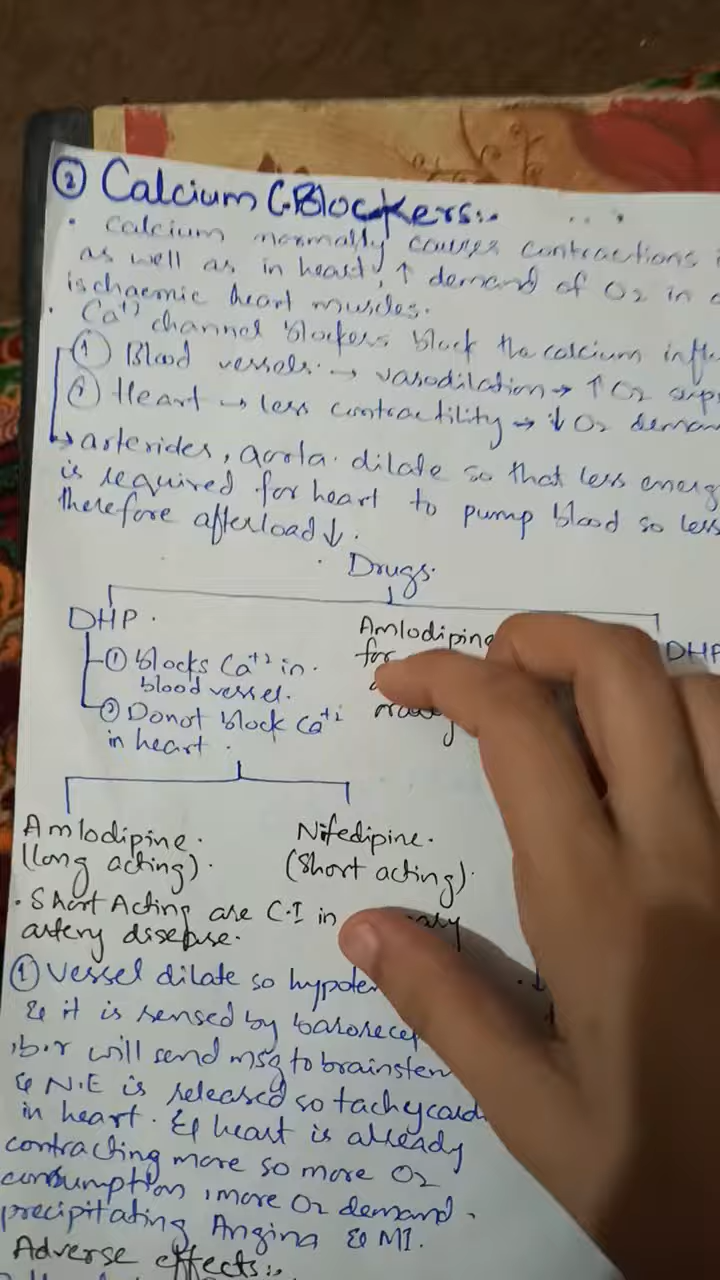 ② Calcium C.Blockers:-
• Calcium normally causes contractions
as well as in heart, ↑ demand of O2 in
ischaemic heart muscles.
• Ca+2 channel blockers block the calcium
① Blood vessels → vasodilation → ↑ O2
② Heart → less contractility → ↓ O2
↳ arterides, aorta dilate so that less
is required for heart to pump blood so less
therefore afterload ↓.
Drugs.
DHP.
Amlodipine
DHP
① Blocks Ca+2 in.
for
blood vessel.
② Donot block Ca+2
in heart.
Amlodipine.
(long acting).
Nifedipine.
(Short acting).
• Short Acting are C.I in
artery disease.
① Vessel dilate so
& it is sensed by
, b.r will send msg to
& N.E is released so
in heart. & heart is already
contracting more so more O2
consumption, more O2 demand.
precipitating Angina & MI.
Adverse effects:-